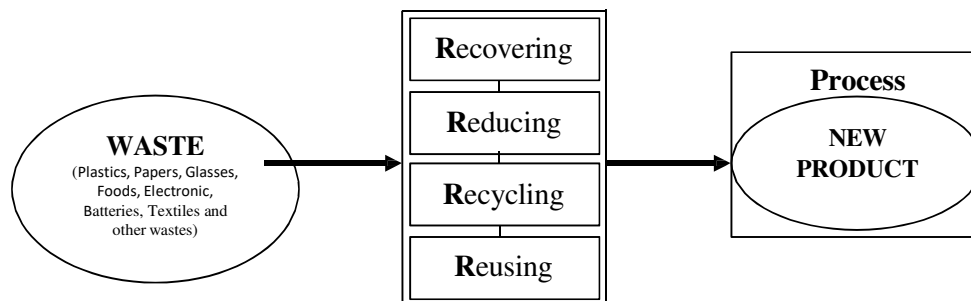 WASTE
(Plastics, Papers, Glasses,
Foods, Electronic,
Batteries, Textiles and
other wastes)
Recovering
Reducing
Recycling
Reusing
Process
NEW
PRODUCT